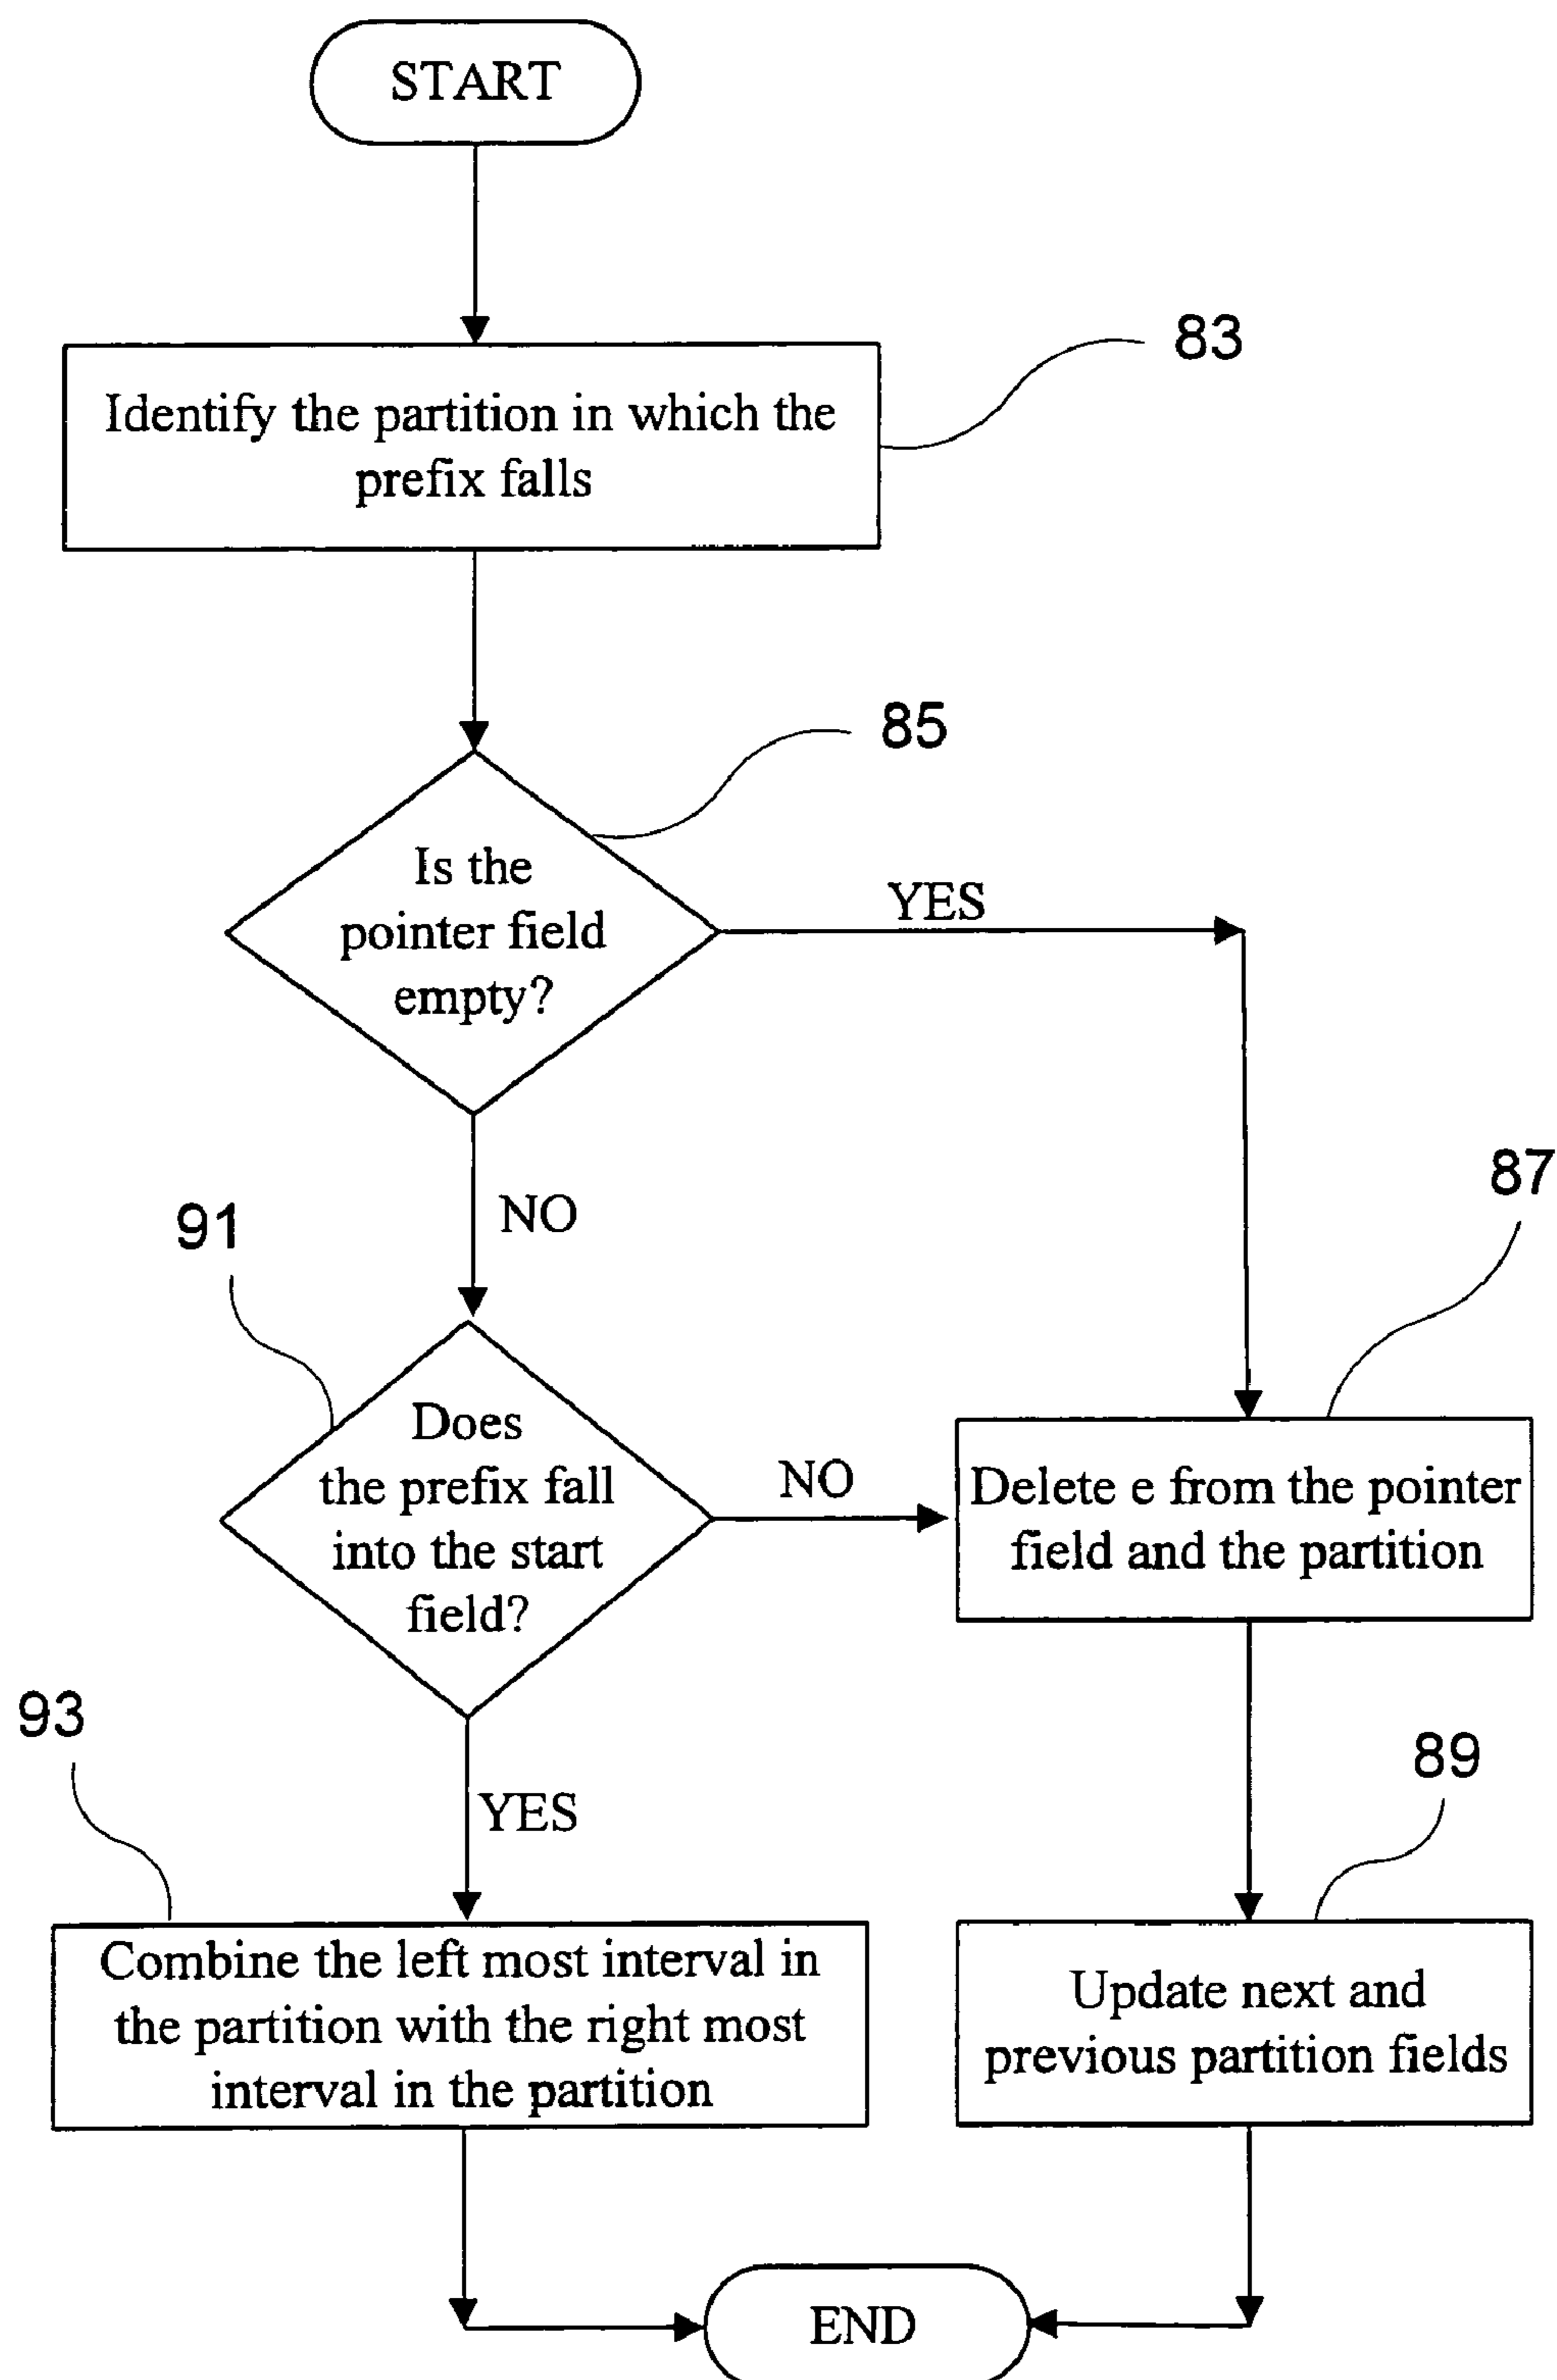 START
83
Identify the partition in which the
prefix falls
85
Is the
pointer field
empty?
YES
NO
87
91
Does
the prefix fall
into the start
field?
NO
Delete e from the pointer
field and the partition
YES
93
89
Combine the left most interval in
the partition with the right most
interval in the partition
Update next and
previous partition fields
END